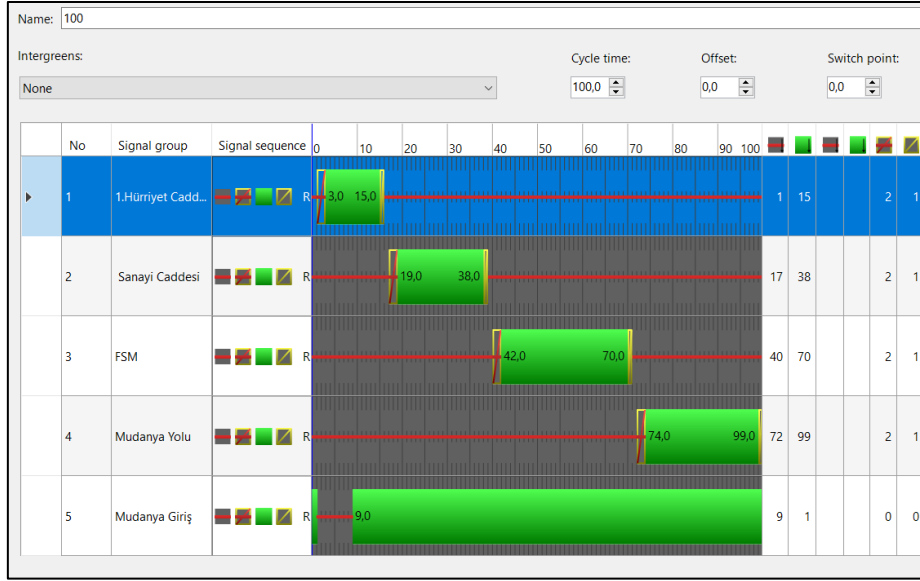 Name: 100
Intergreens:
Cycle time: Offset: Switch point:
None 100,0 0,0 0,0
No Signal group Signal sequence 0 10 20 30 40 50 60 70 80 90 100
1 1.Hürriyet Cadd... R 3,0 15,0 1 15 2 1
2 Sanayi Caddesi R 19,0 38,0 17 38 2 1
3 FSM R 42,0 70,0 40 70 2 1
4 Mudanya Yolu R 74,0 99,0 72 99 2 1
5 Mudanya Giriş R 9,0 9 1 0 0